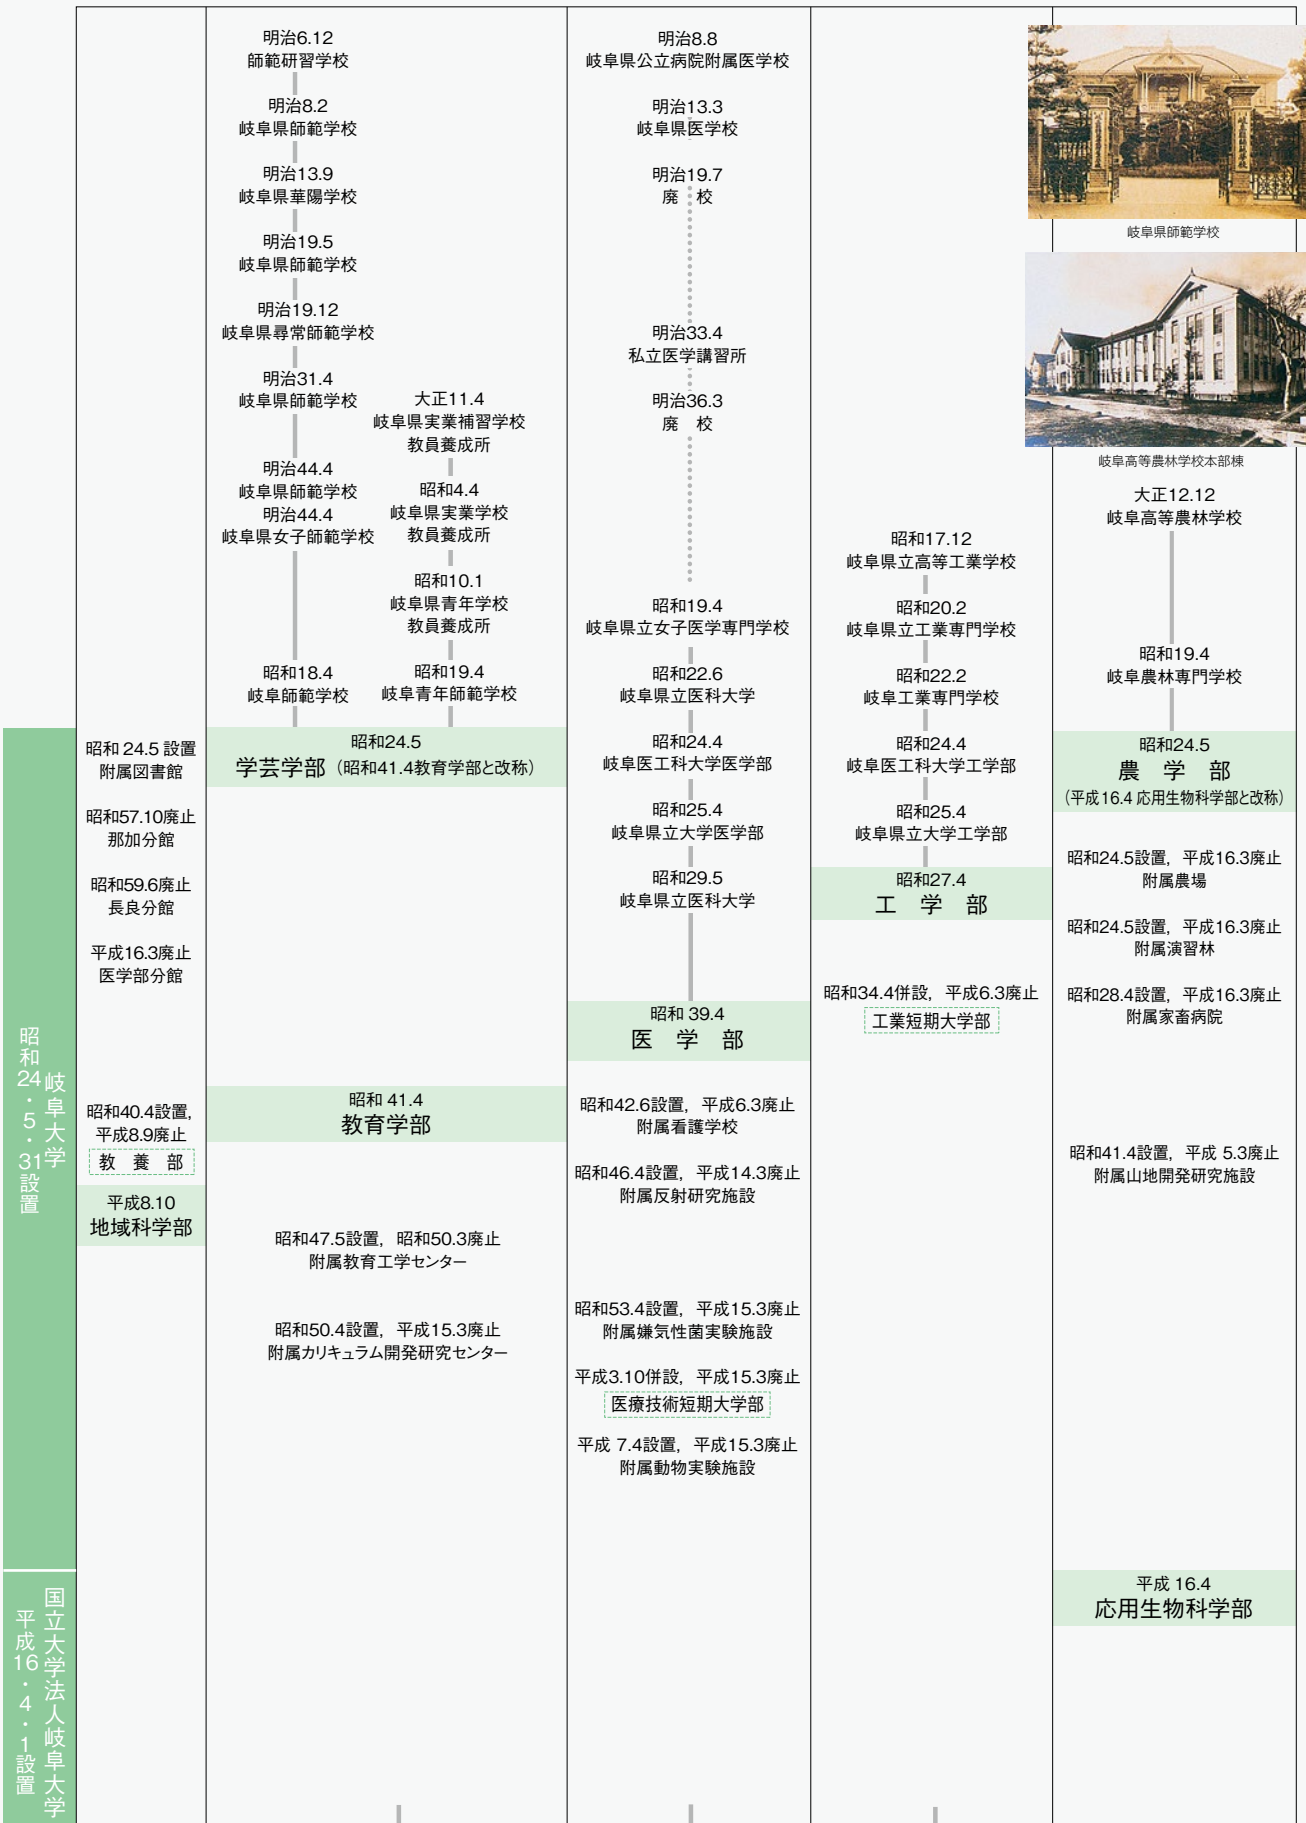 昭和24・5・31設置
岐阜大学
平成16・4・1設置
国立大学法人岐阜大学
昭和 24.5 設置
附属図書館
昭和57.10廃止
那加分館
昭和59.6廃止
長良分館
平成16.3廃止
医学部分館
昭和40.4設置,
平成8.9廃止
教 養 部
平成8.10
地域科学部
明治6.12
師範研習学校
明治8.2
岐阜県師範学校
明治13.9
岐阜県華陽学校
明治19.5
岐阜県師範学校
明治19.12
岐阜県尋常師範学校
明治31.4
岐阜県師範学校
明治44.4
岐阜県師範学校
明治44.4
岐阜県女子師範学校
昭和18.4
岐阜師範学校
大正11.4
岐阜県実業補習学校
教員養成所
昭和4.4
岐阜県実業学校
教員養成所
昭和10.1
岐阜県青年学校
教員養成所
昭和19.4
岐阜青年師範学校
昭和24.5
学芸学部（昭和41.4教育学部と改称）
昭和 41.4
教育学部
昭和47.5設置，昭和50.3廃止
附属教育工学センター
昭和50.4設置，平成15.3廃止
附属カリキュラム開発研究センター
明治8.8
岐阜県公立病院附属医学校
明治13.3
岐阜県医学校
明治19.7
廃 校
明治33.4
私立医学講習所
明治36.3
廃 校
昭和19.4
岐阜県立女子医学専門学校
昭和22.6
岐阜県立医科大学
昭和24.4
岐阜医工科大学医学部
昭和25.4
岐阜県立大学医学部
昭和29.5
岐阜県立医科大学
昭和 39.4
医 学 部
昭和42.6設置，平成6.3廃止
附属看護学校
昭和46.4設置，平成14.3廃止
附属反射研究施設
昭和53.4設置，平成15.3廃止
附属嫌気性菌実験施設
平成3.10併設，平成15.3廃止
医療技術短期大学部
平成 7.4設置，平成15.3廃止
附属動物実験施設
昭和17.12
岐阜県立高等工業学校
昭和20.2
岐阜県立工業専門学校
昭和22.2
岐阜工業専門学校
昭和24.4
岐阜医工科大学工学部
昭和25.4
岐阜県立大学工学部
昭和27.4
工 学 部
昭和34.4併設，平成6.3廃止
工業短期大学部
岐阜県師範学校
岐阜高等農林学校本部棟
大正12.12
岐阜高等農林学校
昭和19.4
岐阜農林専門学校
昭和24.5
農 学 部
（平成16.4 応用生物科学部と改称）
昭和24.5設置，平成16.3廃止
附属農場
昭和24.5設置，平成16.3廃止
附属演習林
昭和28.4設置，平成16.3廃止
附属家畜病院
昭和41.4設置，平成 5.3廃止
附属山地開発研究施設
平成 16.4
応用生物科学部